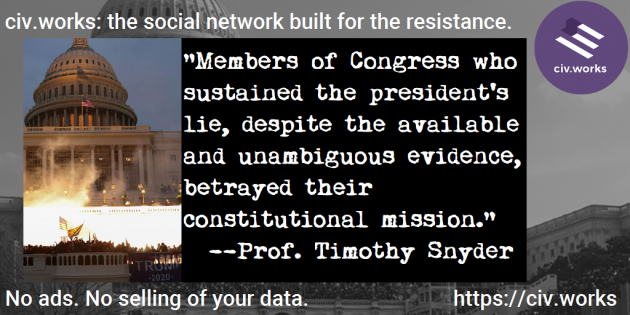 civ.works: the social network built for the resistance.
civ.works
"Members of Congress who
sustained the president's
lie, despite the available
and unambiguous evidence,
betrayed their
constitutional mission."
--Prof. Timothy Snyder
TRUMP
-2020-
No ads. No selling of your data.
https://civ.works